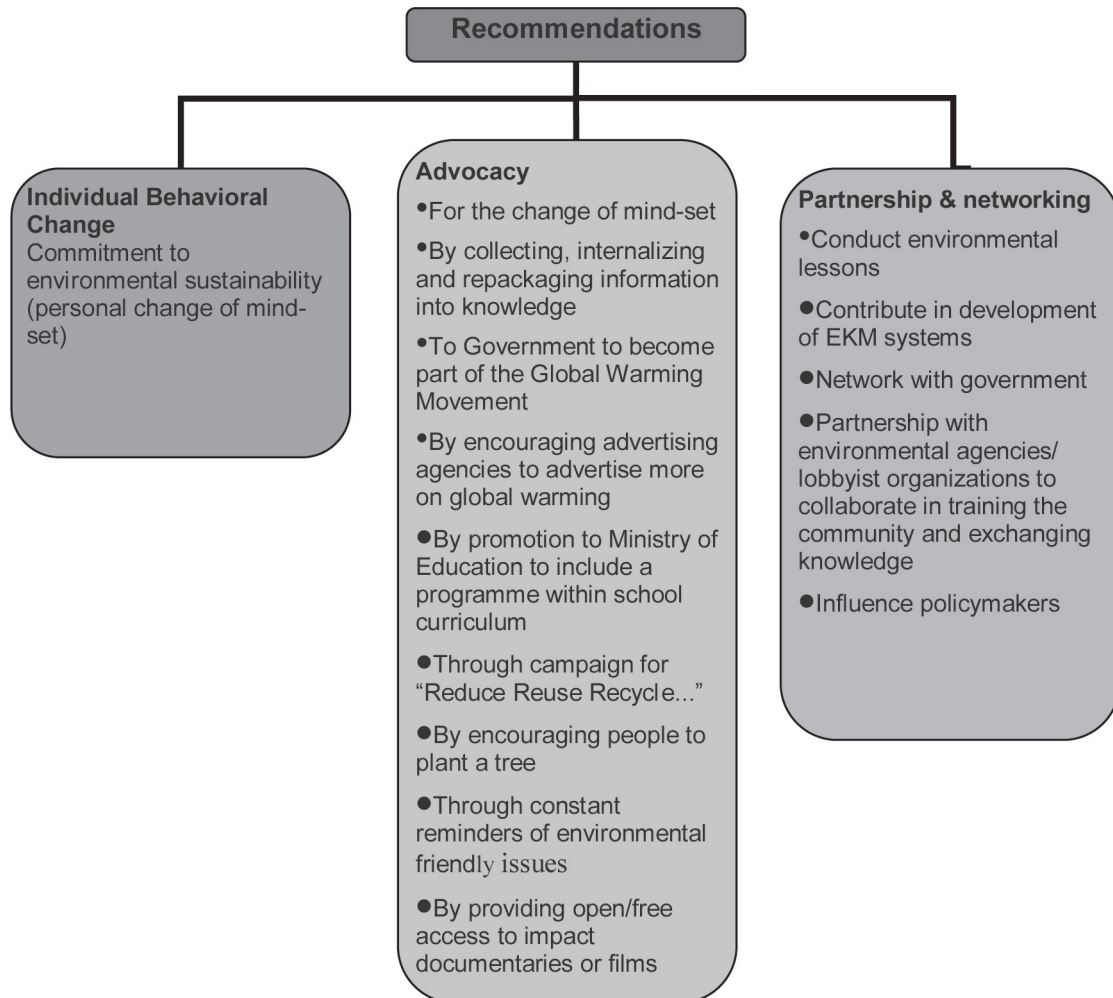 Recommendations
Individual Behavioral
Change
Commitment to
environmental sustainability
(personal change of mind-
set)
Advocacy
•For the change of mind-set
•By collecting, internalizing
and repackaging information
into knowledge
•To Government to become
part of the Global Warming
Movement
•By encouraging advertising
agencies to advertise more
on global warming
●By promotion to Ministry of
Education to include a
programme within school
curriculum
●Through campaign for
“Reduce Reuse Recycle...”
●By encouraging people to
plant a tree
●Through constant
reminders of environmental
friendly issues
●By providing open/free
access to impact
documentaries or films
Partnership & networking
•Conduct environmental
lessons
●Contribute in development
of EKM systems
●Network with government
●Partnership with
environmental agencies/
lobbyist organizations to
collaborate in training the
community and exchanging
knowledge
●Influence policymakers